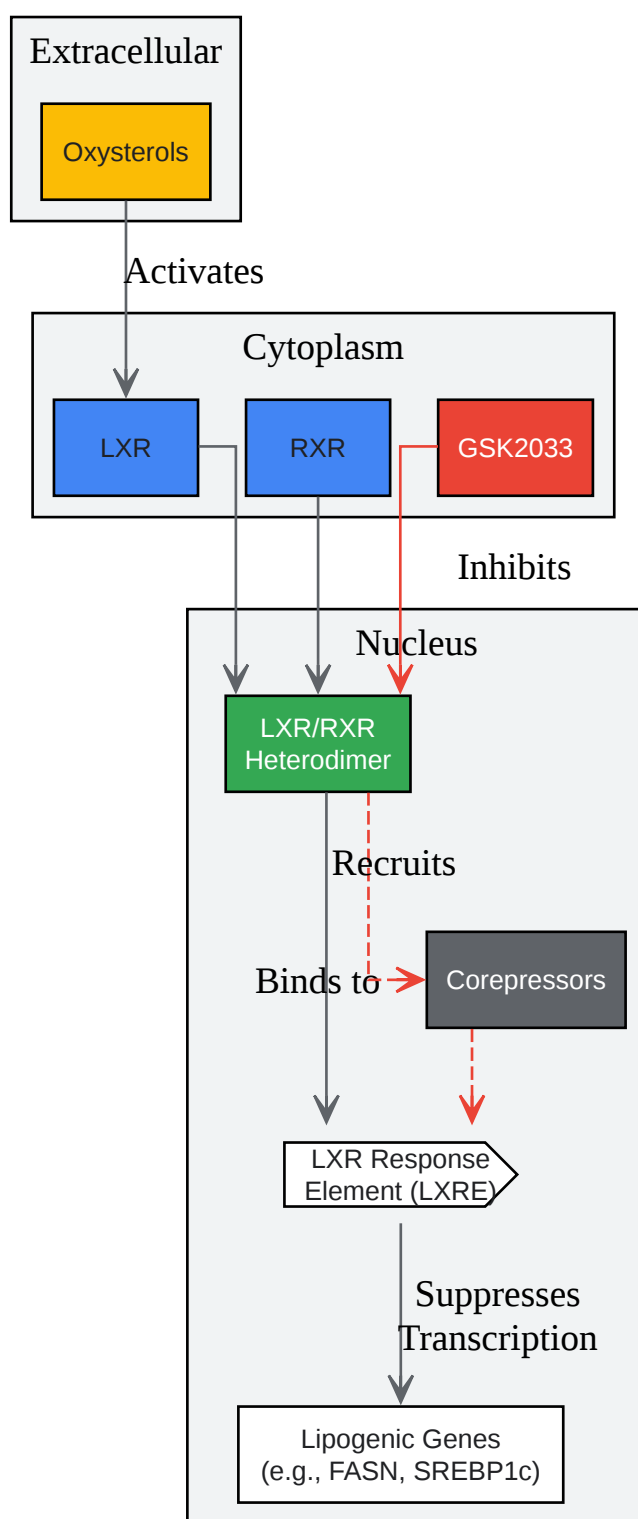 Extracellular
Oxysterols
Activates
Cytoplasm
LXR
RXR
GSK2033
Inhibits
Nucleus
LXR/RXR
Heterodimer
Recruits
Binds to
Corepressors
LXR Response
Element (LXRE)
Suppresses
Transcription
Lipogenic Genes
(e.g., FASN, SREBP1c)